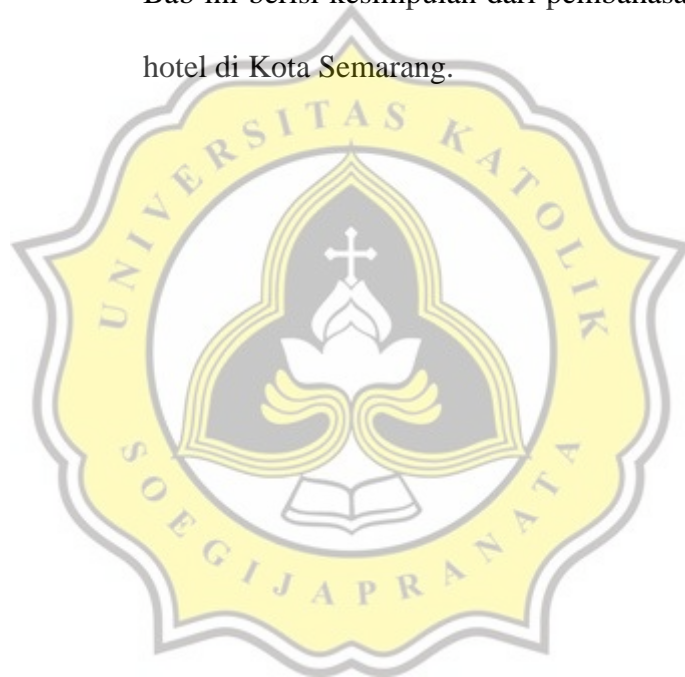 Bab ini berisi kesimpulan dari pembahasa
hotel di Kota Semarang.
UNIVERSITAS KATOLIK
SOEGIJAPRANATA